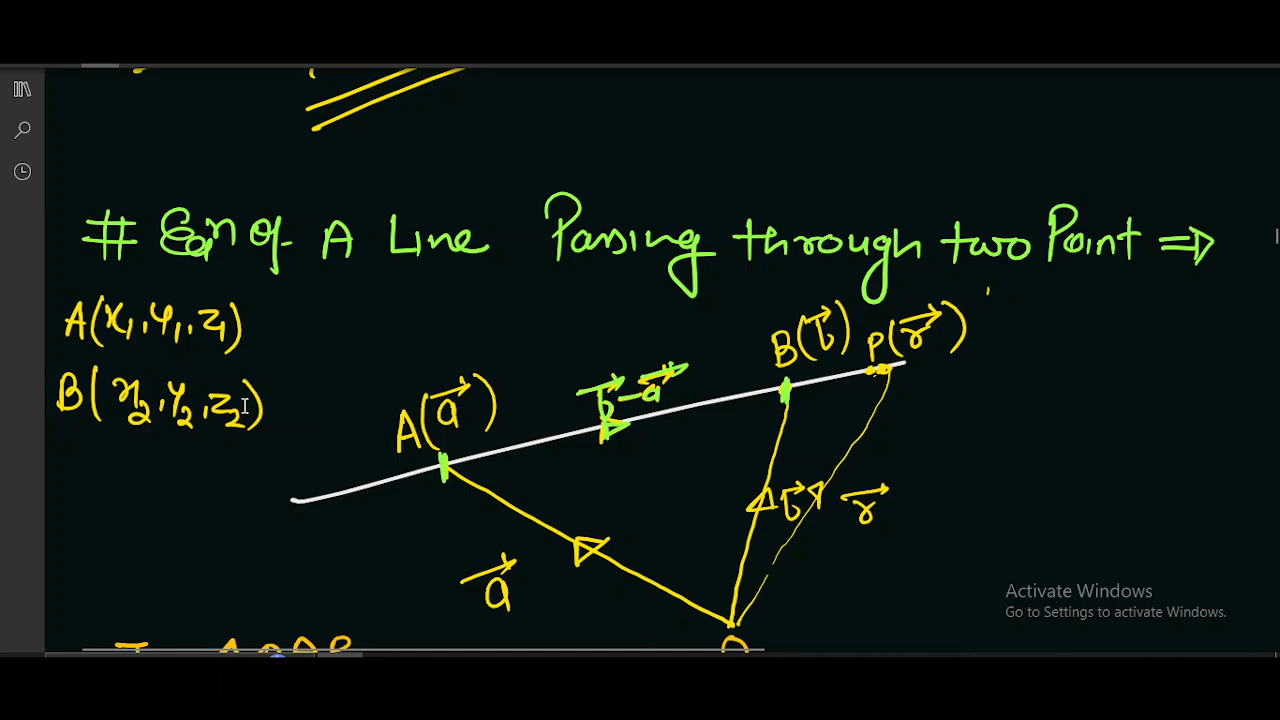 # Eqn of A Line Passing through two Point ⇒
A(x₁, y₁, z₁)
B(x₂, y₂, z₂)
B(b⃗) P(r⃗)
b⃗ - a⃗
A(a⃗)
b⃗ r⃗
a⃗
Activate Windows
Go to Settings to activate Windows.
O